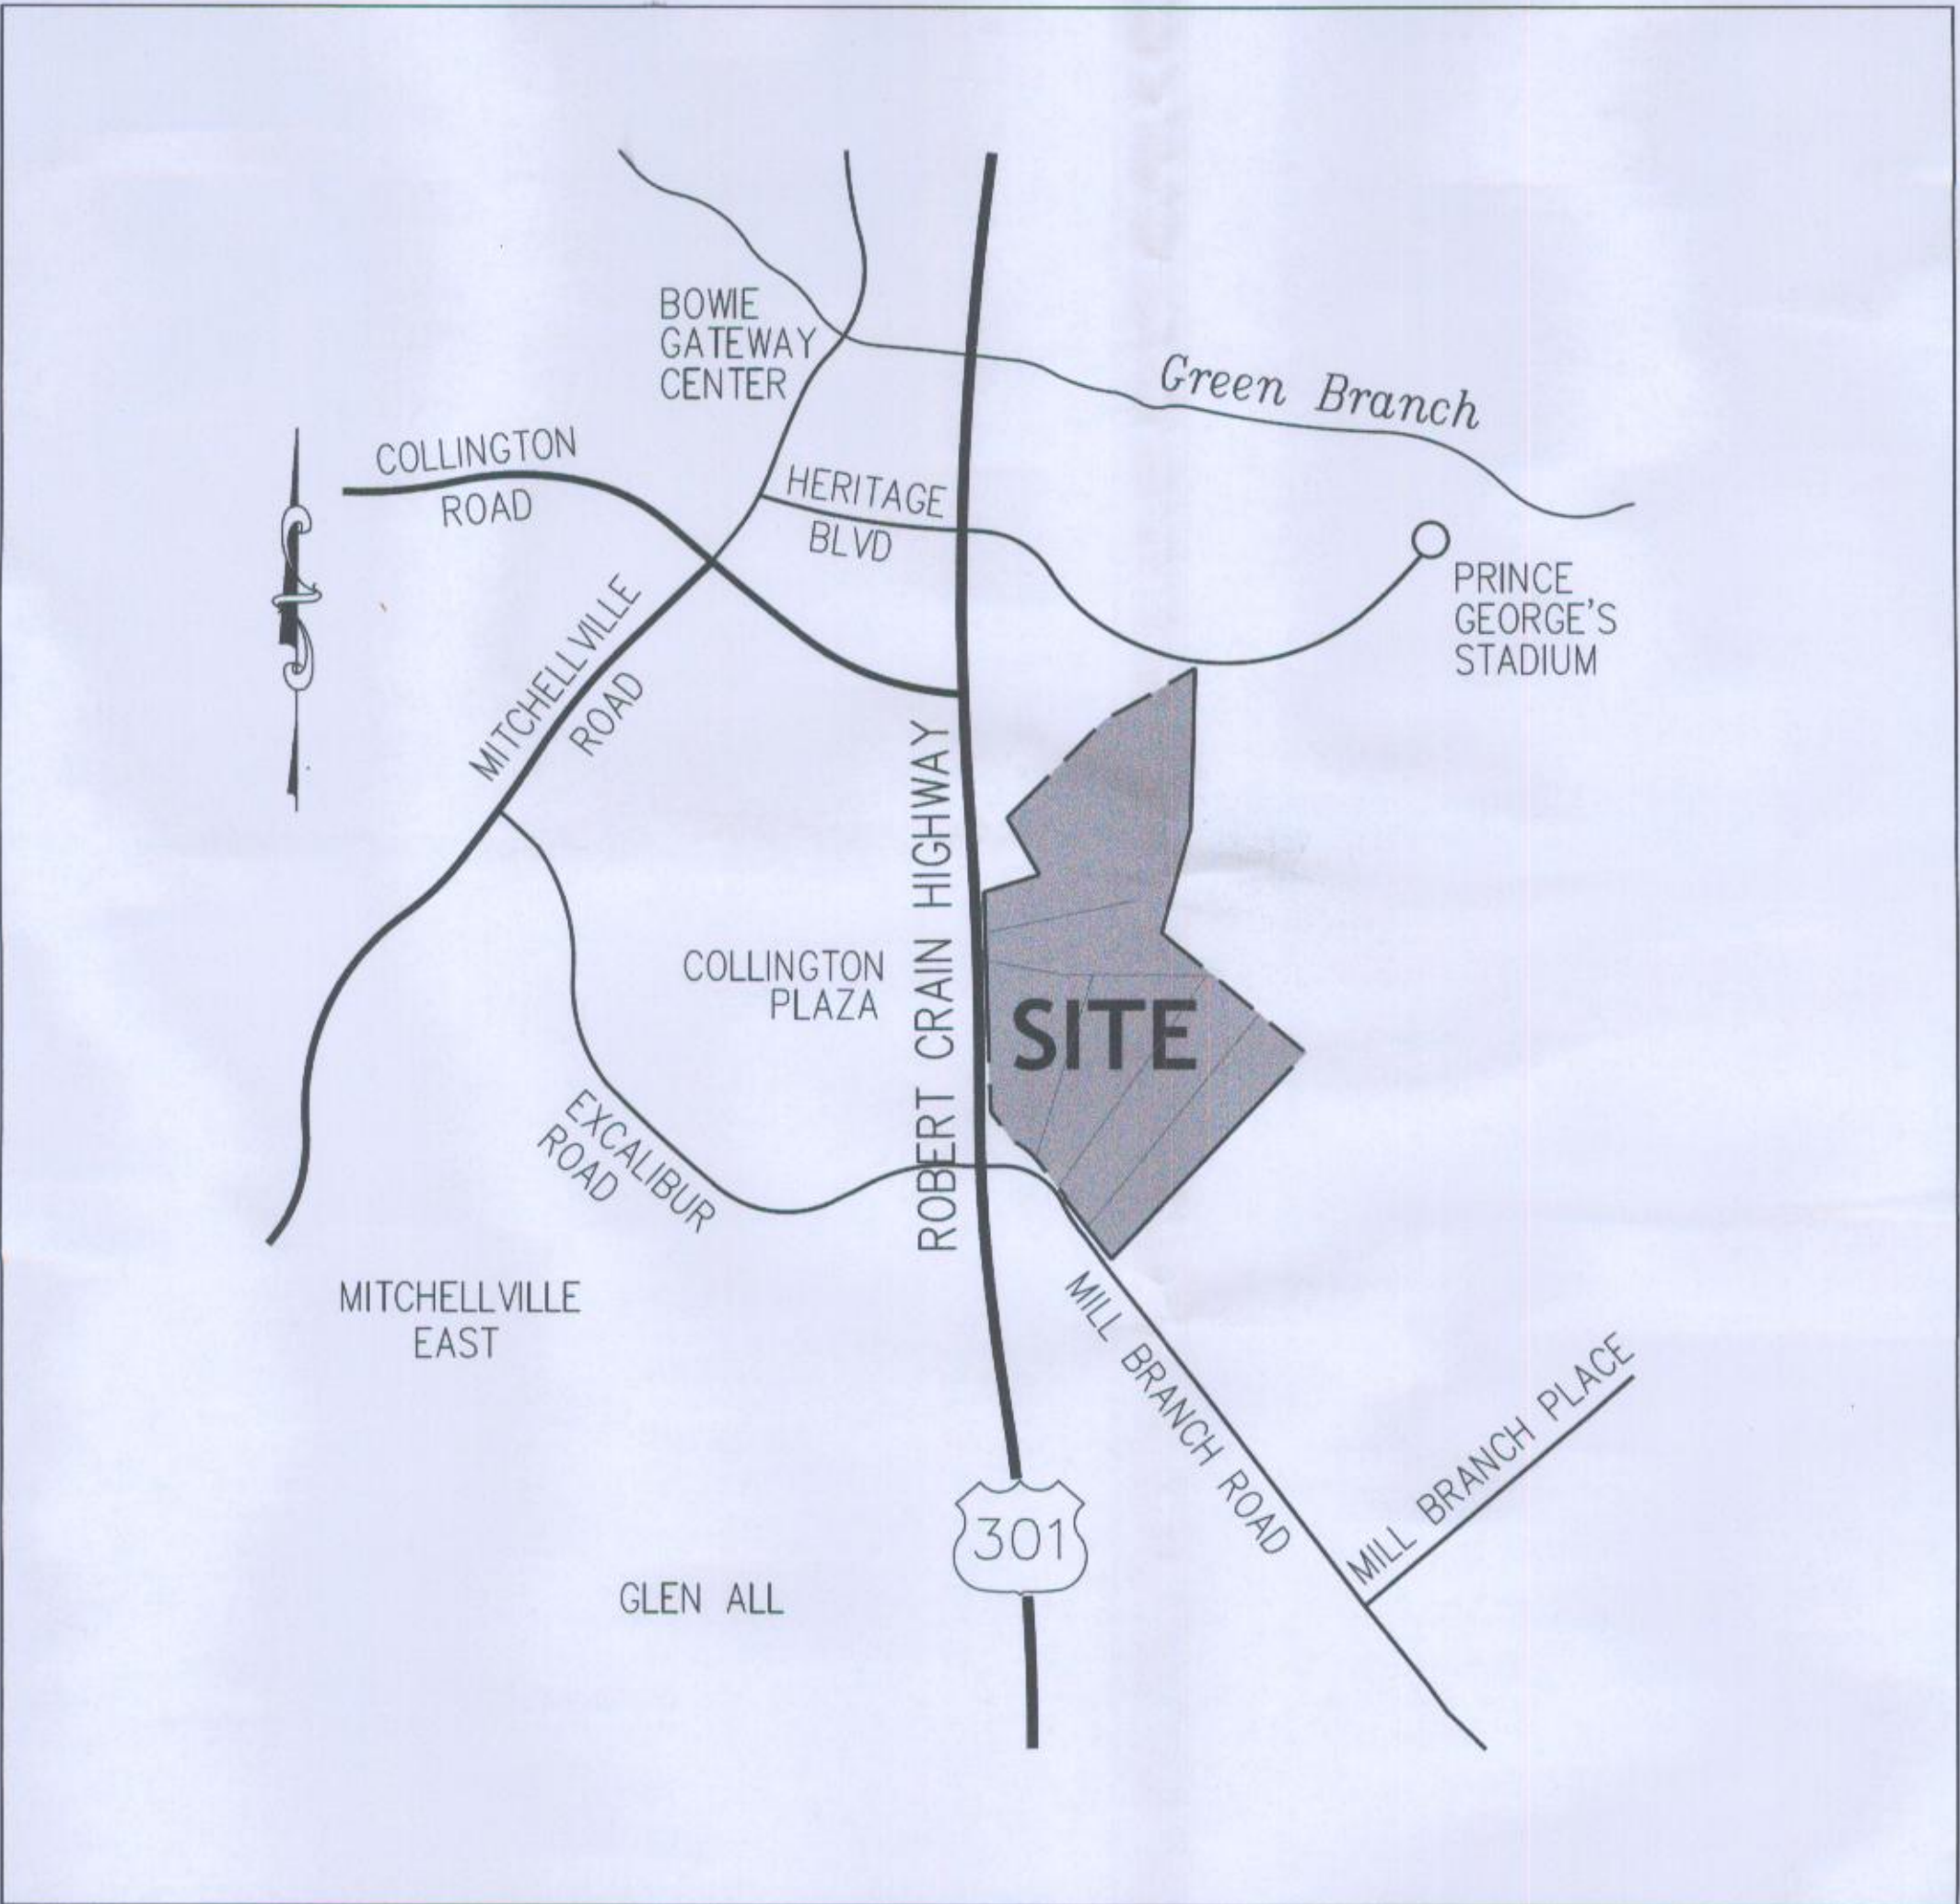 BOWIE
GATEWAY
CENTER
Green Branch
COLLINGTON
ROAD
HERITAGE
BLVD
PRINCE
GEORGE'S
STADIUM
MITCHELLVILLE
ROAD
ROBERT CRAIN HIGHWAY
COLLINGTON
PLAZA
SITE
EXCALIBUR
ROAD
MITCHELLVILLE
EAST
MILL BRANCH ROAD
MILL BRANCH PLACE
301
GLEN ALL